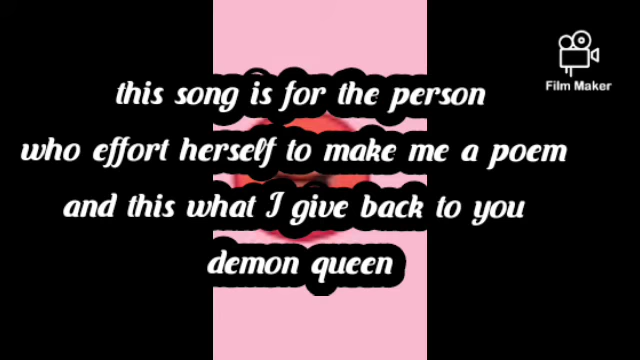 Film Maker
this song is for the person
who effort herself to make me a poem
and this what I give back to you
demon queen